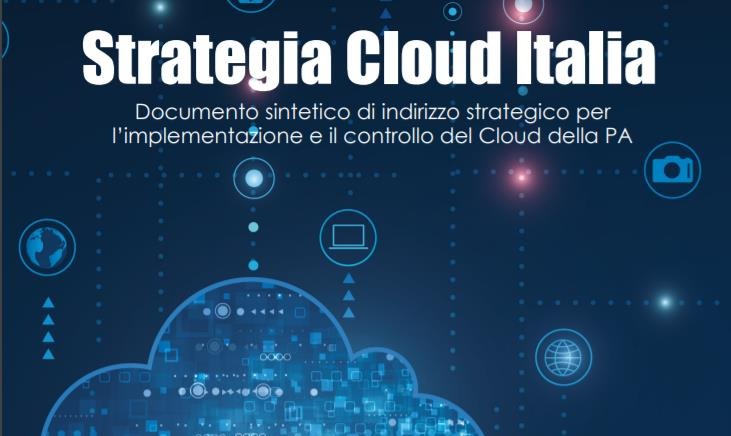 Strategia Cloud Italia
Documento sintetico di indirizzo strategico per
l’implementazione e il controllo del Cloud della PA